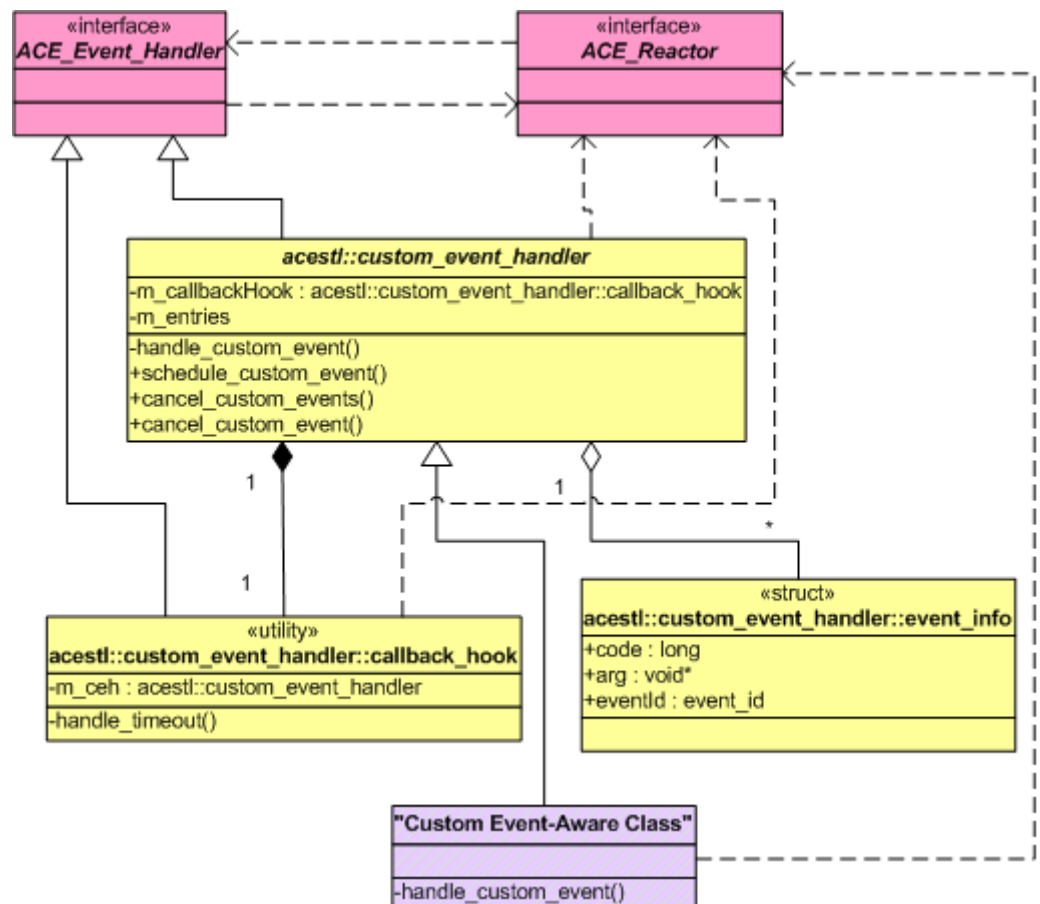 «interface»
ACE_Event_Handler
«interface»
ACE_Reactor
acestl::custom_event_handler
-m_callbackHook : acestl::custom_event_handler::callback_hook
-m_entries
-handle_custom_event()
+schedule_custom_event()
+cancel_custom_events()
+cancel_custom_event()
1
1
*
1
«utility»
acestl::custom_event_handler::callback_hook
-m_ceh : acestl::custom_event_handler
-handle_timeout()
«struct»
acestl::custom_event_handler::event_info
+code : long
+arg : void*
+eventId : event_id
"Custom Event-Aware Class"
-handle_custom_event()